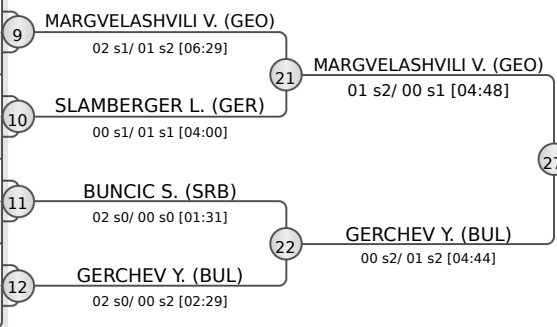 MARGVELASHVILI V. (GEO)
9
02 s1/ 01 s2 [06:29]
MARGVELASHVILI V. (GEO)
21
01 s2/ 00 s1 [04:48]
SLAMBERGER L. (GER)
10
00 s1/ 01 s1 [04:00]
27
BUNCIC S. (SRB)
11
02 s0/ 00 s0 [01:31]
GERCHEV Y. (BUL)
22
00 s2/ 01 s2 [04:44]
GERCHEV Y. (BUL)
12
02 s0/ 00 s2 [02:29]